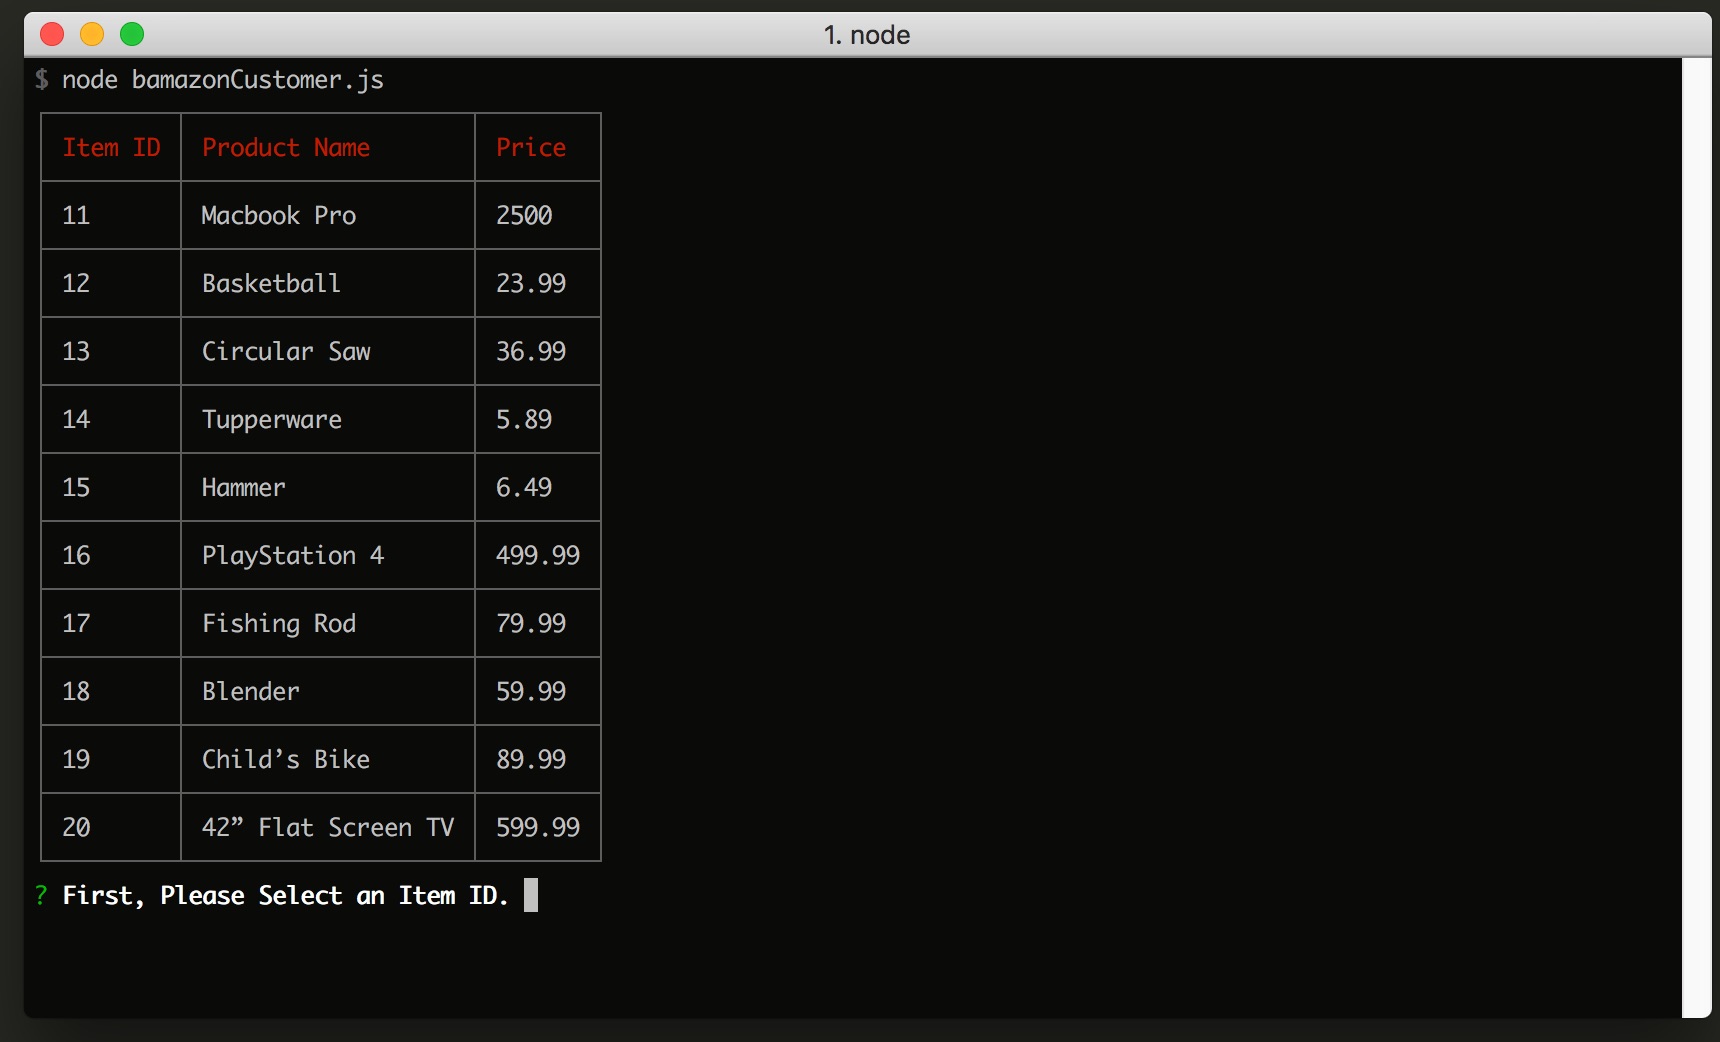 1. node
$ node bamazonCustomer.js
Item ID Product Name Price
11 Macbook Pro 2500
12 Basketball 23.99
13 Circular Saw 36.99
14 Tupperware 5.89
15 Hammer 6.49
16 PlayStation 4 499.99
17 Fishing Rod 79.99
18 Blender 59.99
19 Child’s Bike 89.99
20 42” Flat Screen TV 599.99
? First, Please Select an Item ID.